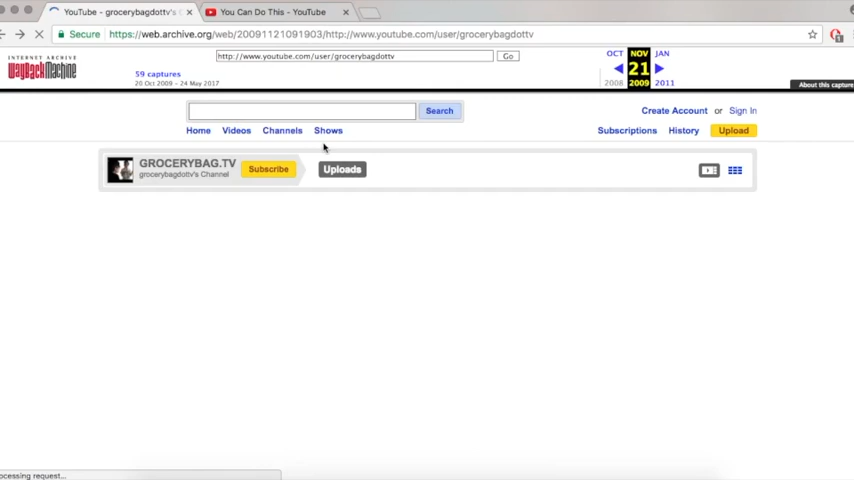 YouTube - grocerybagdottv's C
You Can Do This - YouTube
Secure https://web.archive.org/web/20091121091903/http://www.youtube.com/user/grocerybagdottv
INTERNET ARCHIVE
WayBackMachine
http://www.youtube.com/user/grocerybagdottv Go
59 captures
20 Oct 2009 – 24 May 2017
OCT NOV JAN
21
2008 2009 2011
About this capture
Search
Create Account or Sign In
Home Videos Channels Shows
Subscriptions History Upload
GROCERYBAG.TV
grocerybagdottv's Channel
Subscribe
Uploads
ocessing request...